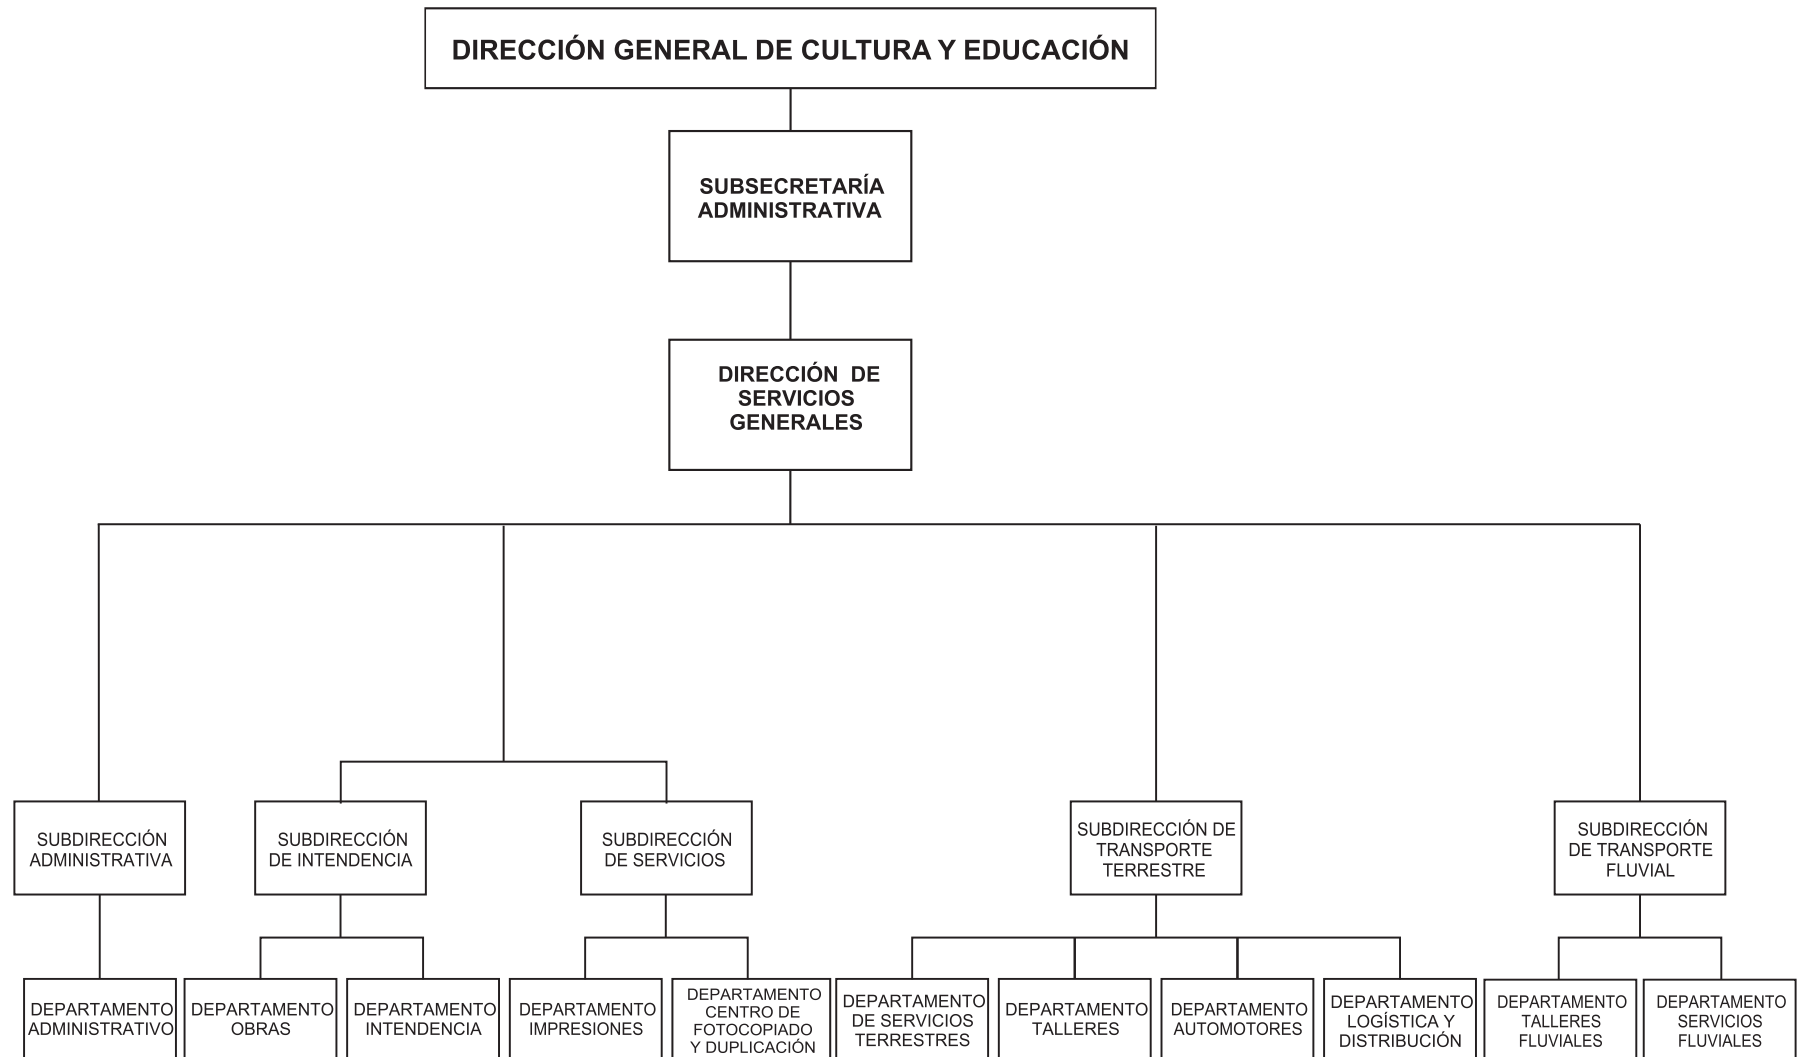 DIRECCIÓN GENERAL DE CULTURA Y EDUCACIÓN
SUBSECRETARÍA
ADMINISTRATIVA
DIRECCIÓN DE
SERVICIOS
GENERALES
SUBDIRECCIÓN
ADMINISTRATIVA
SUBDIRECCIÓN
DE INTENDENCIA
SUBDIRECCIÓN
DE SERVICIOS
SUBDIRECCIÓN DE
TRANSPORTE
TERRESTRE
SUBDIRECCIÓN
DE TRANSPORTE
FLUVIAL
DEPARTAMENTO
ADMINISTRATIVO
DEPARTAMENTO
OBRAS
DEPARTAMENTO
INTENDENCIA
DEPARTAMENTO
IMPRESIONES
DEPARTAMENTO
CENTRO DE
FOTOCOPIADO
Y DUPLICACIÓN
DEPARTAMENTO
DE SERVICIOS
TERRESTRES
DEPARTAMENTO
TALLERES
DEPARTAMENTO
AUTOMOTORES
DEPARTAMENTO
LOGÍSTICA Y
DISTRIBUCIÓN
DEPARTAMENTO
TALLERES
FLUVIALES
DEPARTAMENTO
SERVICIOS
FLUVIALES